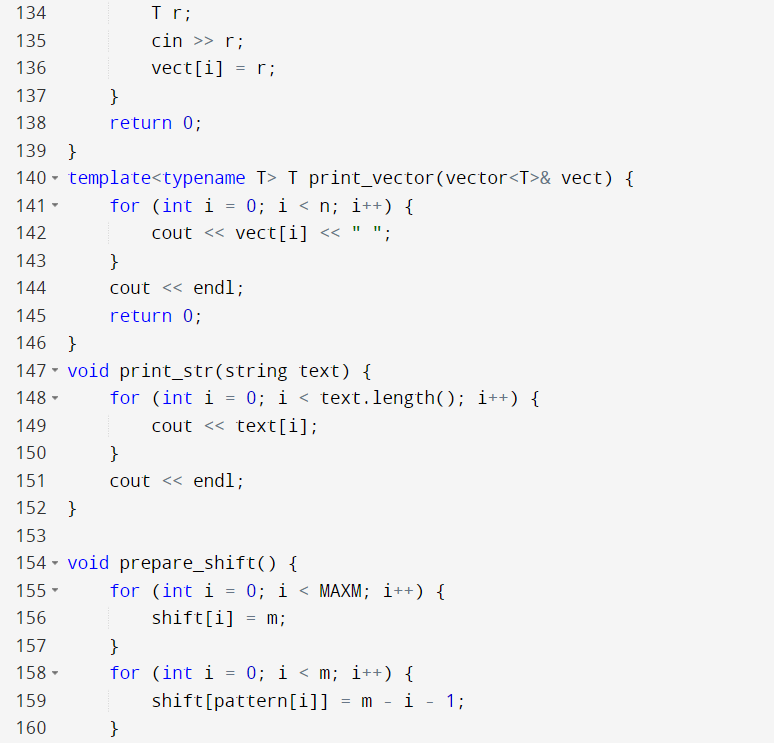 134         T r;
135         cin >> r;
136         vect[i] = r;
137     }
138     return 0;
139 }
140 template<typename T> T print_vector(vector<T>& vect) {
141     for (int i = 0; i < n; i++) {
142         cout << vect[i] << " ";
143     }
144     cout << endl;
145     return 0;
146 }
147 void print_str(string text) {
148     for (int i = 0; i < text.length(); i++) {
149         cout << text[i];
150     }
151     cout << endl;
152 }
153
154 void prepare_shift() {
155     for (int i = 0; i < MAXM; i++) {
156         shift[i] = m;
157     }
158     for (int i = 0; i < m; i++) {
159         shift[pattern[i]] = m - i - 1;
160     }